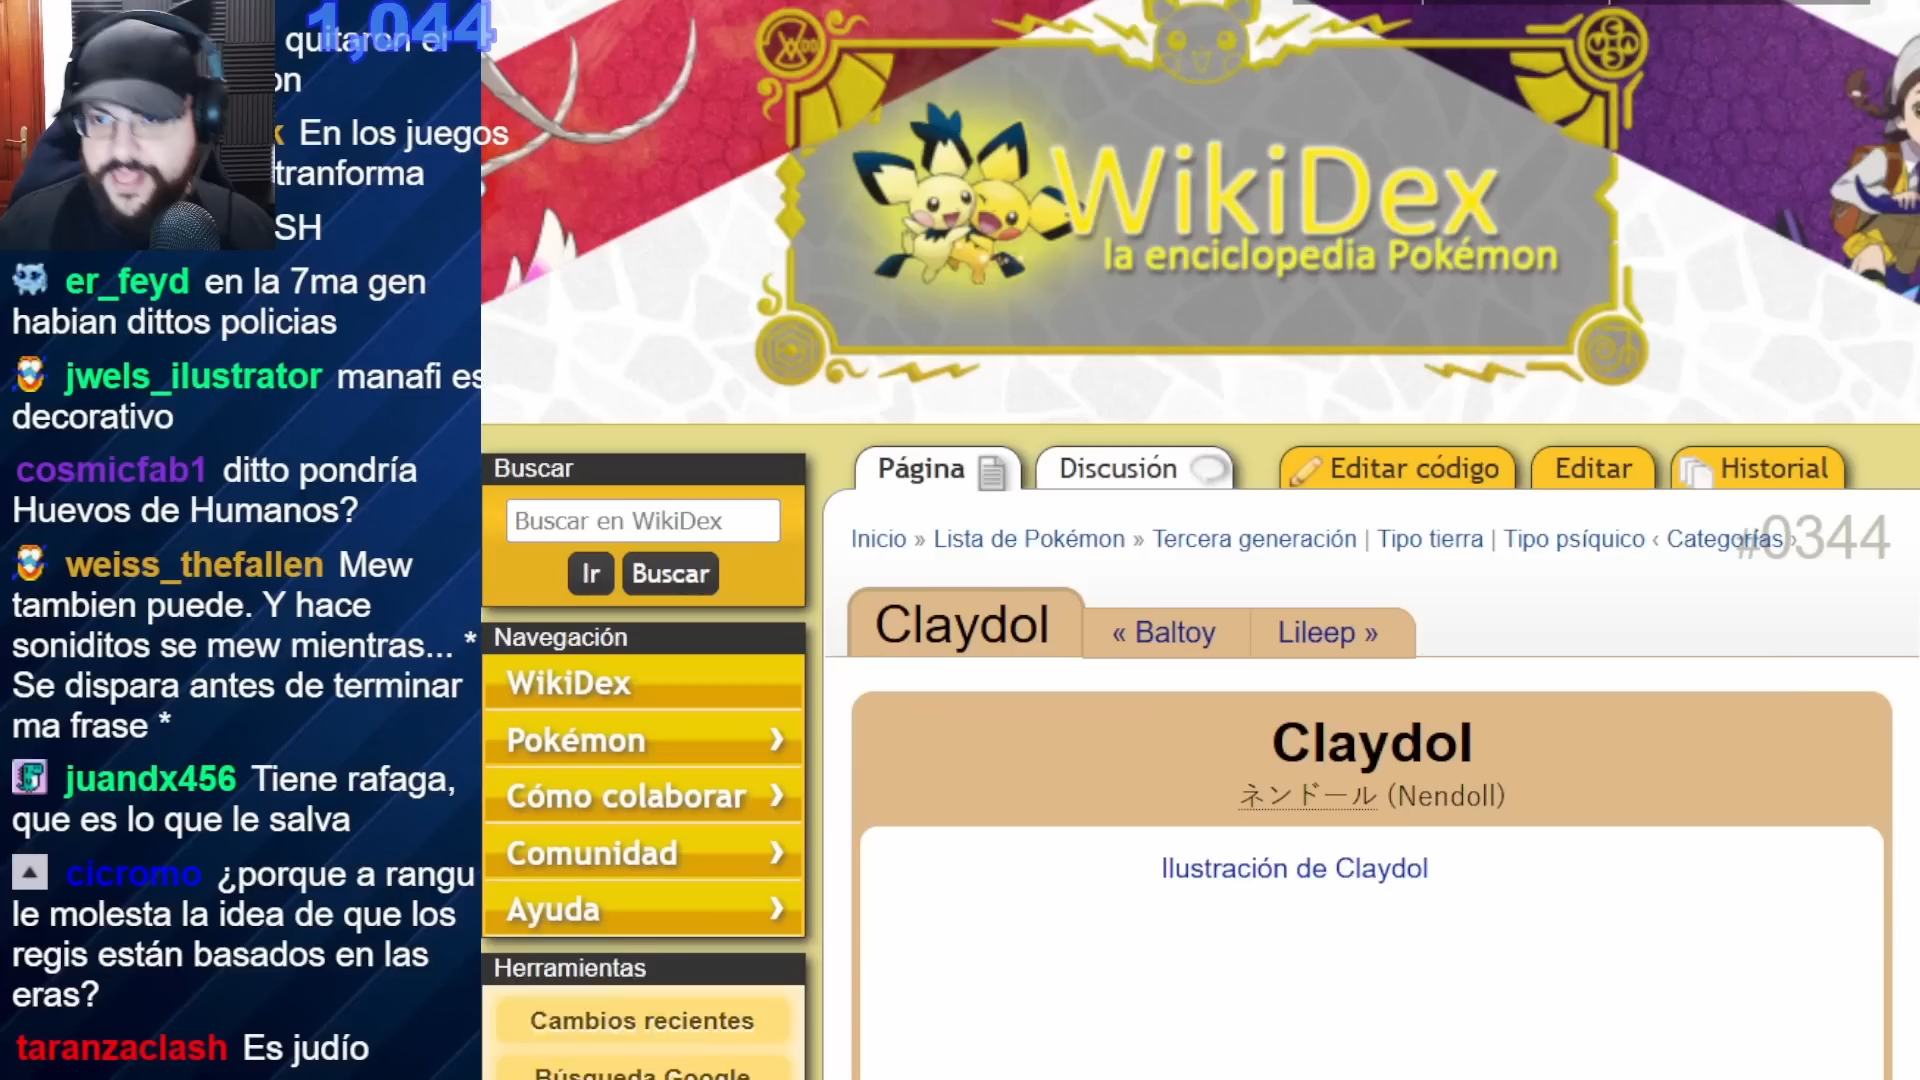 1,044
quitaron el
En los juegos
tranforma
SH
er_feyd en la 7ma gen
habian dittos policias
jwels_ilustrator manafi es
decorativo
cosmicfab1 ditto pondría
Huevos de Humanos?
weiss_thefallen Mew
tambien puede. Y hace
soniditos se mew mientras... *
Se dispara antes de terminar
ma frase *
juandx456 Tiene rafaga,
que es lo que le salva
cicromo ¿porque a rangu
le molesta la idea de que los
regis están basados en las
eras?
taranzaclash Es judío
WikiDex
la enciclopedia Pokémon
Buscar
Buscar en WikiDex
Ir Buscar
Navegación
WikiDex
Pokémon
Cómo colaborar
Comunidad
Ayuda
Herramientas
Cambios recientes
Búsqueda Google
Página Discusión Editar código Editar Historial
Inicio » Lista de Pokémon » Tercera generación | Tipo tierra | Tipo psíquico ‹ Categorías ›
#0344
Claydol « Baltoy Lileep »
Claydol
ネンドール (Nendoll)
Ilustración de Claydol